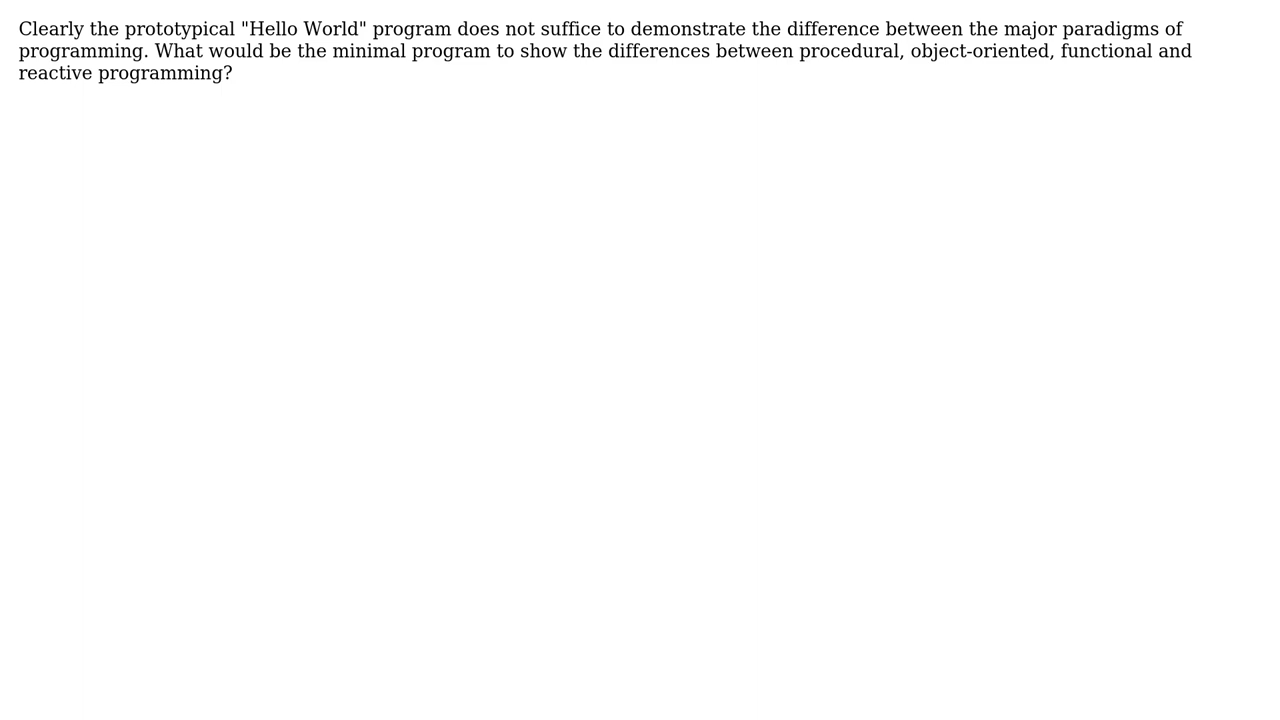 Clearly the prototypical "Hello World" program does not suffice to demonstrate the difference between the major paradigms of
programming. What would be the minimal program to show the differences between procedural, object-oriented, functional and
reactive programming?